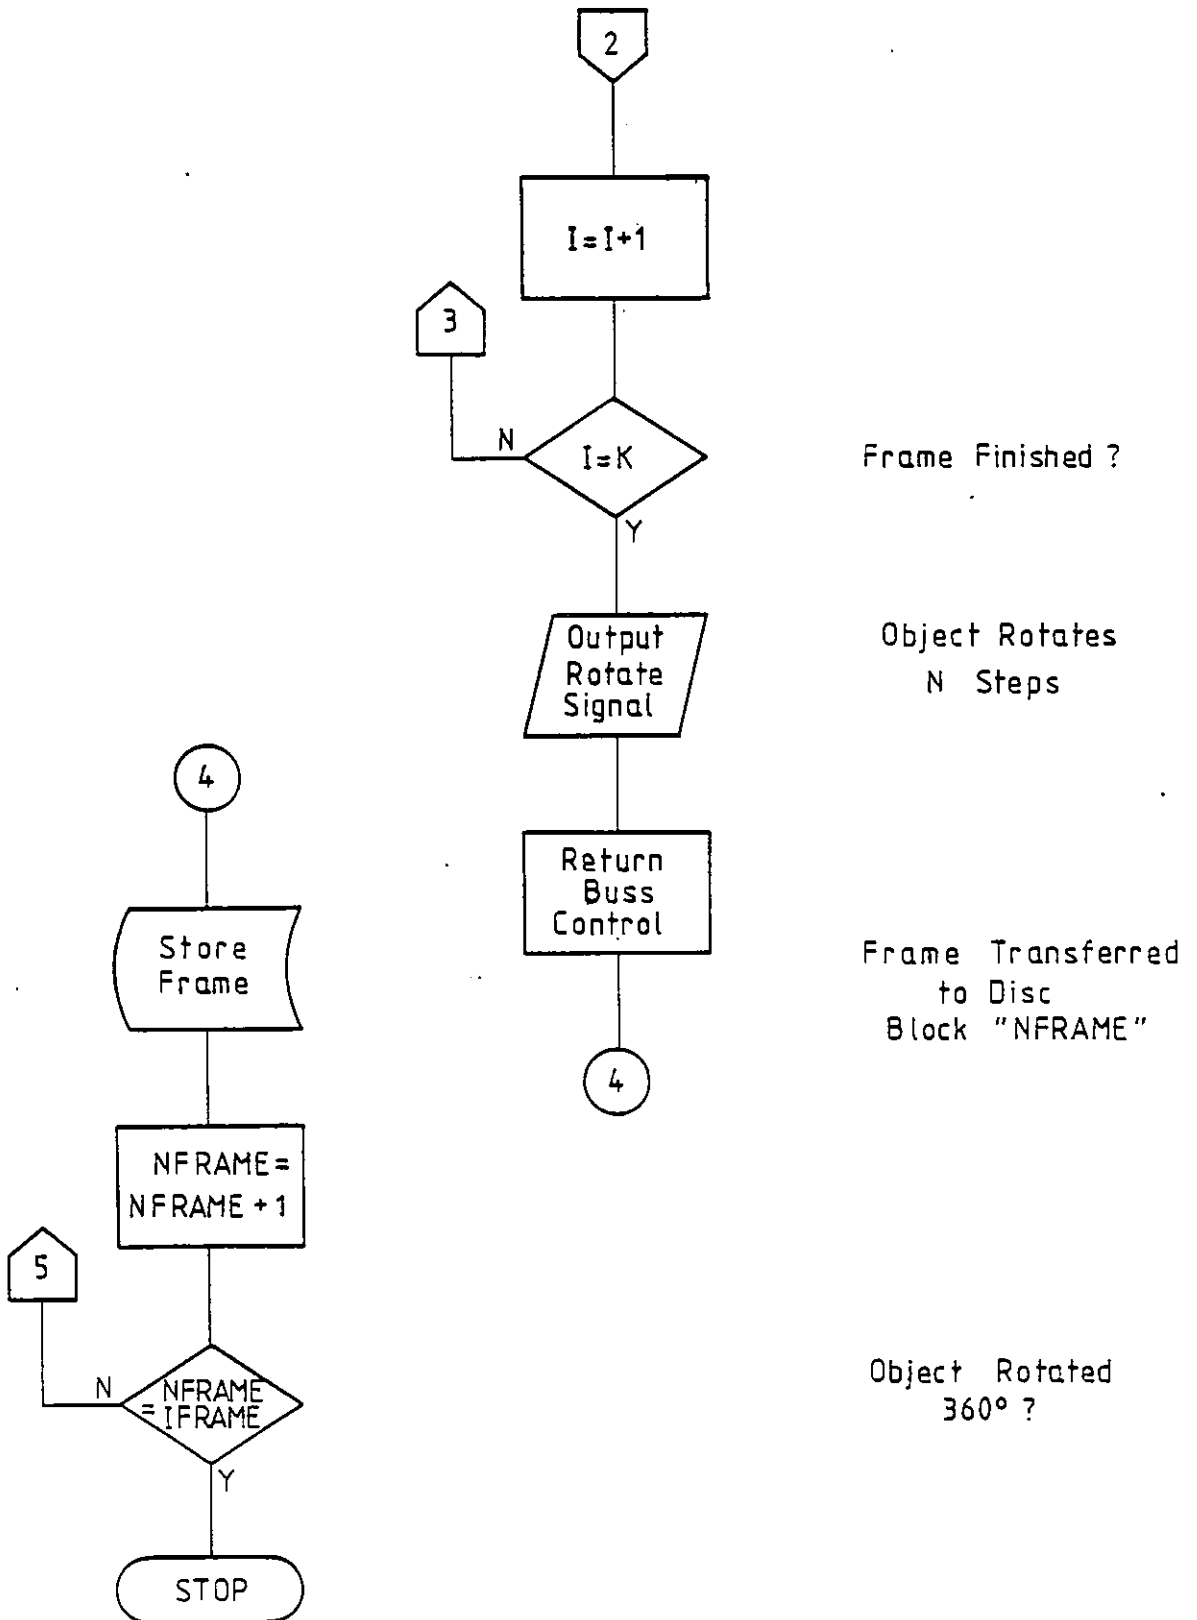 2
I=I+1
3
N
I=K
Frame Finished ?
Y
Output
Rotate
Signal
Object Rotates
N Steps
Return
Buss
Control
4
4
Store
Frame
Frame Transferred
to Disc
Block "NFRAME"
NFRAME=
NFRAME + 1
5
N
NFRAME
= IFRAME
Object Rotated
360° ?
Y
STOP